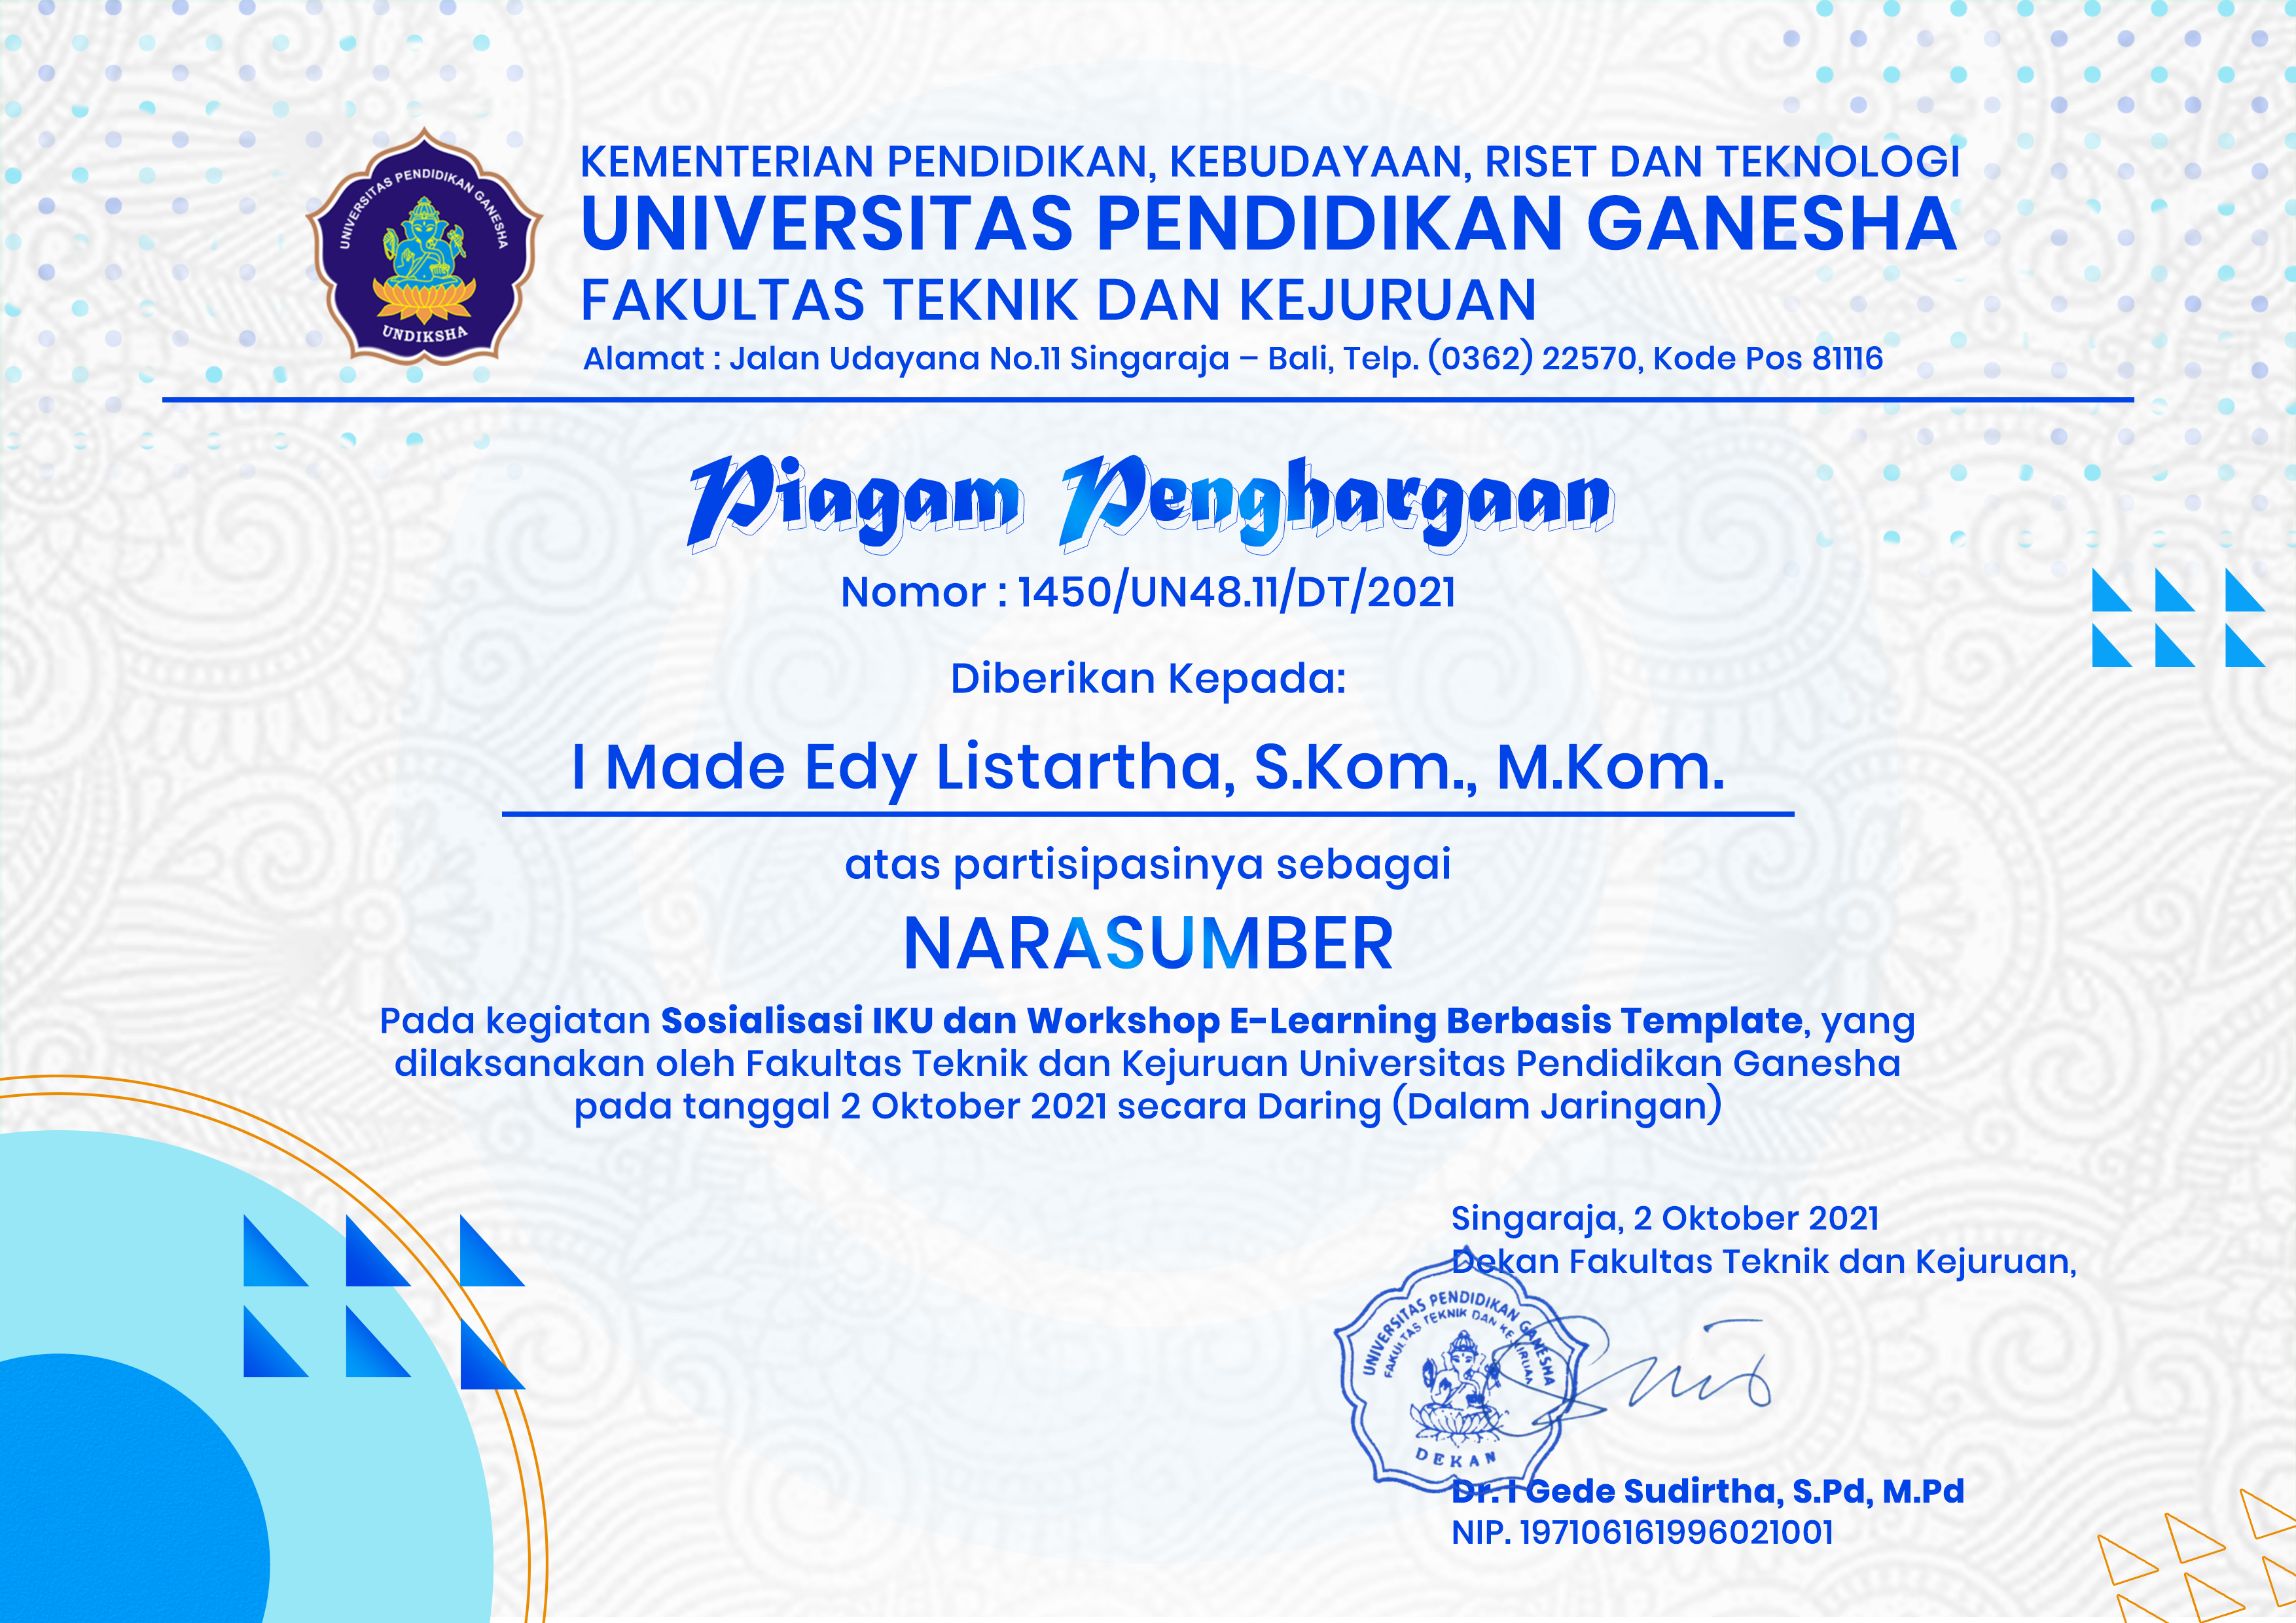 UNIVERSITAS PENDIDIKAN GANESHA
UNDIKSHA
KEMENTERIAN PENDIDIKAN, KEBUDAYAAN, RISET DAN TEKNOLOGI
UNIVERSITAS PENDIDIKAN GANESHA
FAKULTAS TEKNIK DAN KEJURUAN
Alamat : Jalan Udayana No.11 Singaraja – Bali, Telp. (0362) 22570, Kode Pos 81116
Piagam Penghargaan
Nomor : 1450/UN48.11/DT/2021
Diberikan Kepada:
I Made Edy Listartha, S.Kom., M.Kom.
atas partisipasinya sebagai
NARASUMBER
Pada kegiatan Sosialisasi IKU dan Workshop E-Learning Berbasis Template, yang
dilaksanakan oleh Fakultas Teknik dan Kejuruan Universitas Pendidikan Ganesha
pada tanggal 2 Oktober 2021 secara Daring (Dalam Jaringan)
Singaraja, 2 Oktober 2021
Dekan Fakultas Teknik dan Kejuruan,
UNIVERSITAS PENDIDIKAN GANESHA
FAKULTAS TEKNIK DAN KEJURUAN
DEKAN
Dr. I Gede Sudirtha, S.Pd, M.Pd
NIP. 197106161996021001